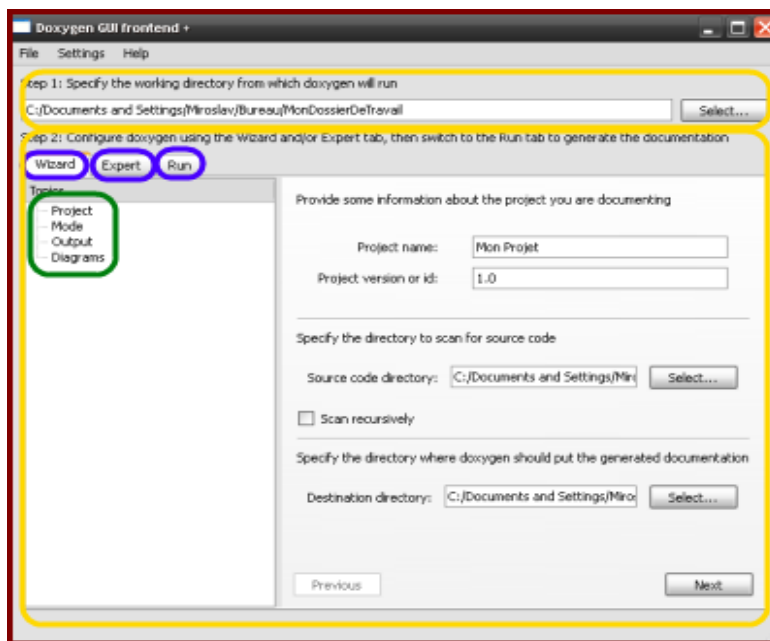 Doxygen GUI frontend +
File Settings Help
Step 1: Specify the working directory from which doxygen will run
C:/Documents and Settings/Miroslav/Bureau/MonDossierDeTravail Select...
Step 2: Configure doxygen using the Wizard and/or Expert tab, then switch to the Run tab to generate the documentation
Wizard Expert Run
Topics
Project
Mode
Output
Diagrams
Provide some information about the project you are documenting
Project name: Mon Projet
Project version or id: 1.0
Specify the directory to scan for source code
Source code directory: C:/Documents and Settings/Miro Select...
Scan recursively
Specify the directory where doxygen should put the generated documentation
Destination directory: C:/Documents and Settings/Miro Select...
Previous Next